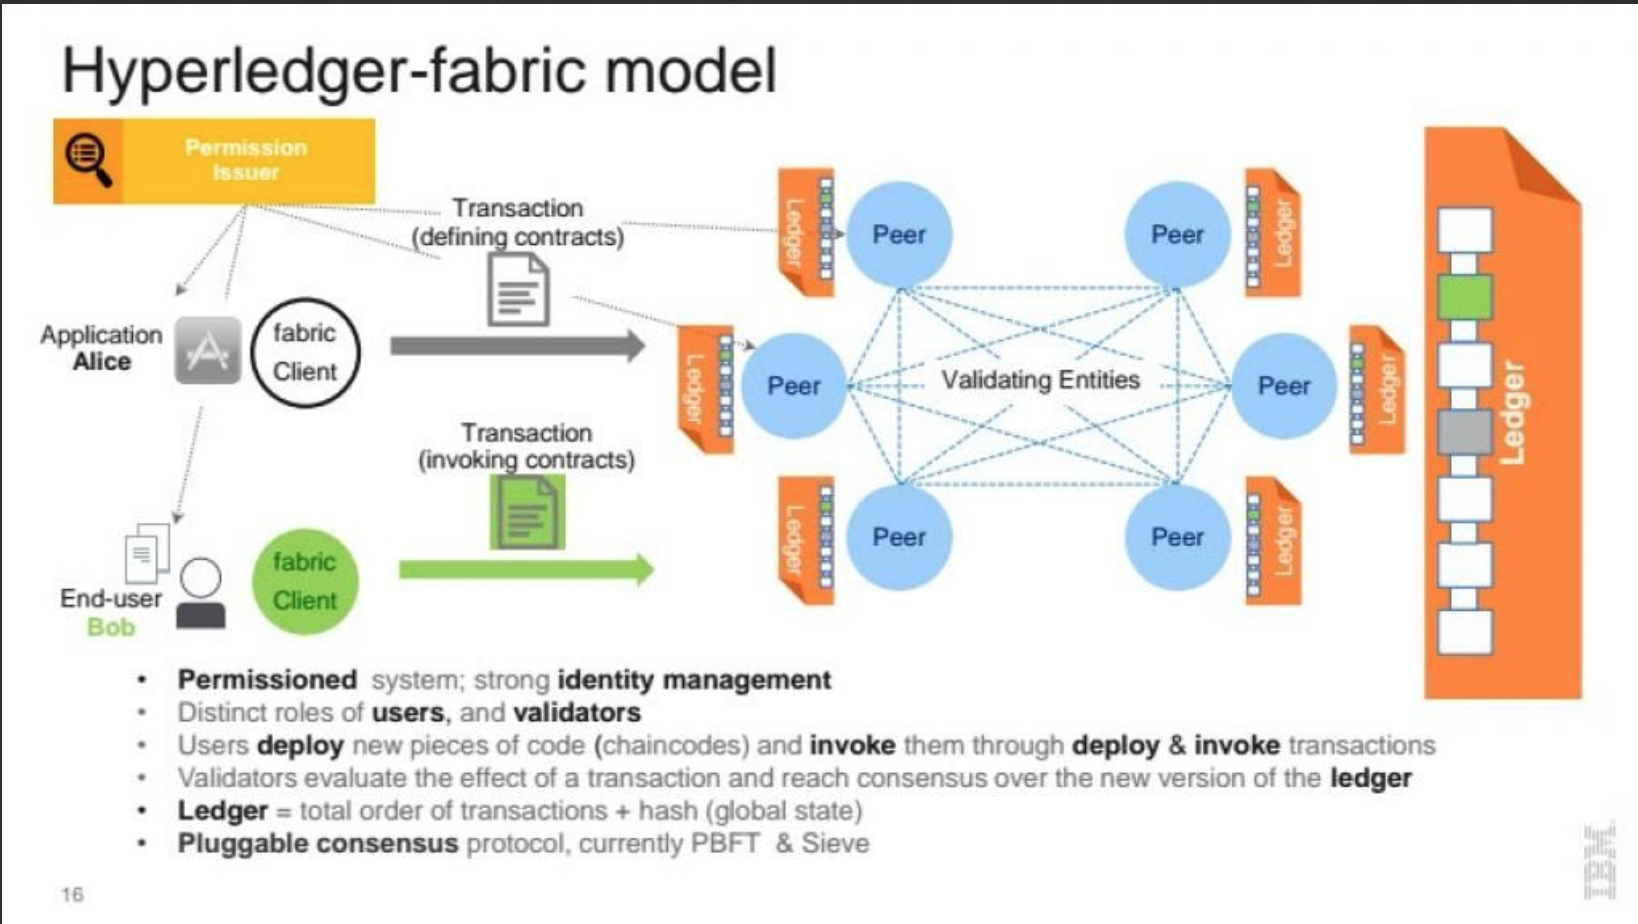 Hyperledger-fabric model
Permission
Issuer
Transaction
(defining contracts)
Application
Alice
fabric
Client
Transaction
(invoking contracts)
End-user
Bob
fabric
Client
Ledger
Peer
Peer
Ledger
Ledger
Peer
Validating Entities
Peer
Ledger
Ledger
Peer
Peer
Ledger
Ledger
• Permissioned system; strong identity management
• Distinct roles of users, and validators
• Users deploy new pieces of code (chaincodes) and invoke them through deploy & invoke transactions
• Validators evaluate the effect of a transaction and reach consensus over the new version of the ledger
• Ledger = total order of transactions + hash (global state)
• Pluggable consensus protocol, currently PBFT & Sieve
16
IBM